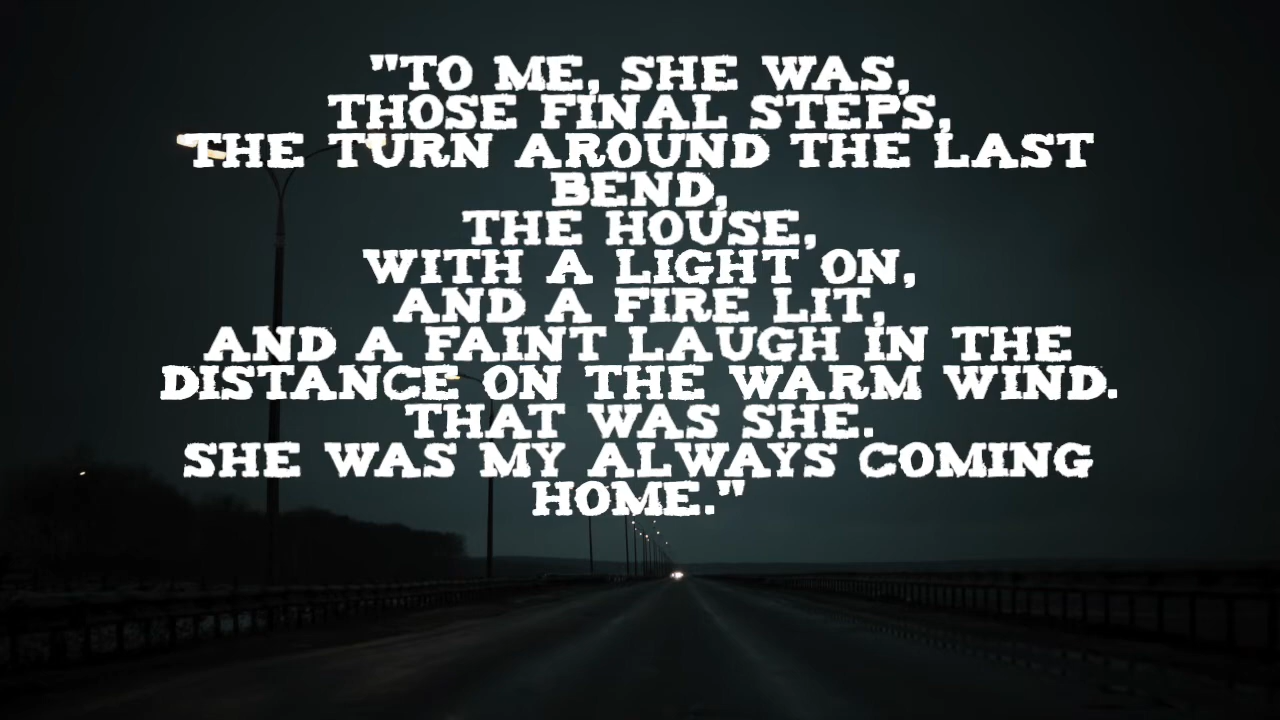 "TO ME, SHE WAS,
THOSE FINAL STEPS,
THE TURN AROUND THE LAST
BEND,
THE HOUSE,
WITH A LIGHT ON,
AND A FIRE LIT,
AND A FAINT LAUGH IN THE
DISTANCE ON THE WARM WIND.
THAT WAS SHE.
SHE WAS MY ALWAYS COMING
HOME."